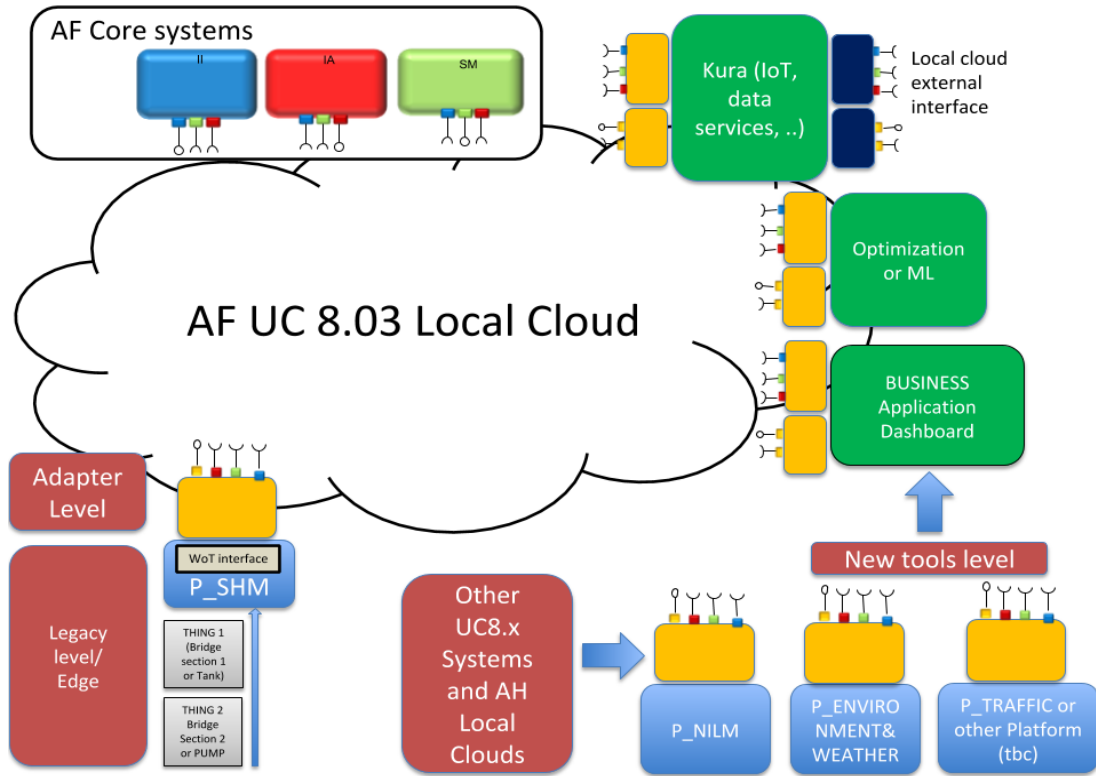 AF Core systems
II
IA
SM
Kura (IoT,
data
services, ..)
Local cloud
external
interface
Optimization
or ML
AF UC 8.03 Local Cloud
BUSINESS
Application
Dashboard
Adapter
Level
WoT interface
P_SHM
Legacy
level/
Edge
THING 1
(Bridge
section 1
or Tank)
THING 2
Bridge
Section 2
or PUMP
Other
UC8.x
Systems
and AH
Local
Clouds
New tools level
P_NILM
P_ENVIRO
NMENT&
WEATHER
P_TRAFFIC or
other Platform
(tbc)